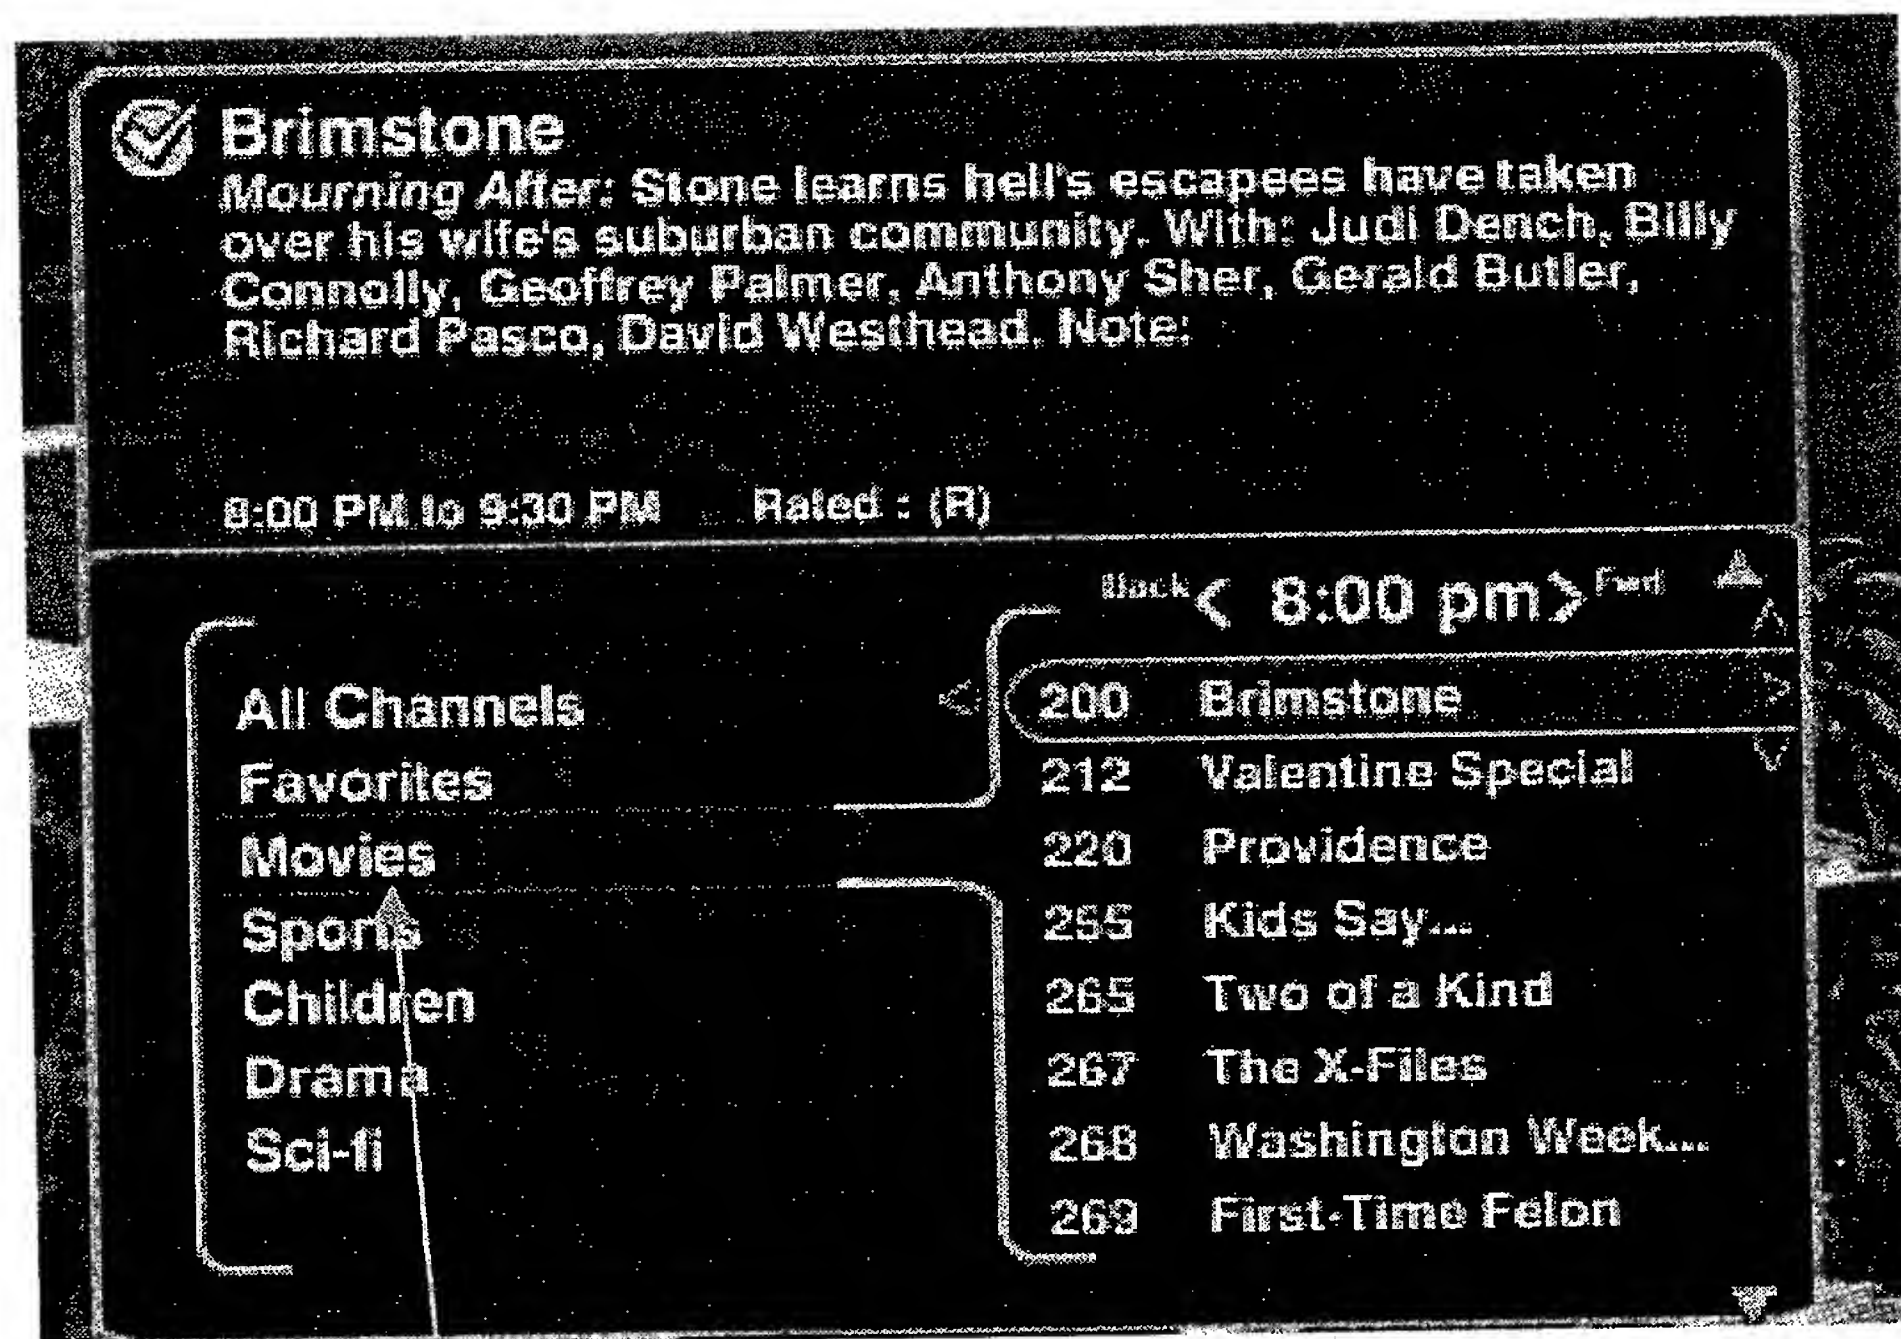 Brimstone
Mourning After: Stone learns hell's escapees have taken
over his wife's suburban community. With: Judi Dench, Billy
Connolly, Geoffrey Palmer, Anthony Sher, Gerald Butler,
Richard Pasco, David Westhead. Note:
8:00 PM to 9:30 PM Rated : (R)
Back < 8:00 pm > Fwd
All Channels
Favorites
Movies
Sports
Children
Drama
Sci-fi
200 Brimstone
212 Valentine Special
220 Providence
255 Kids Say...
265 Two of a Kind
267 The X-Files
268 Washington Week...
269 First-Time Felon